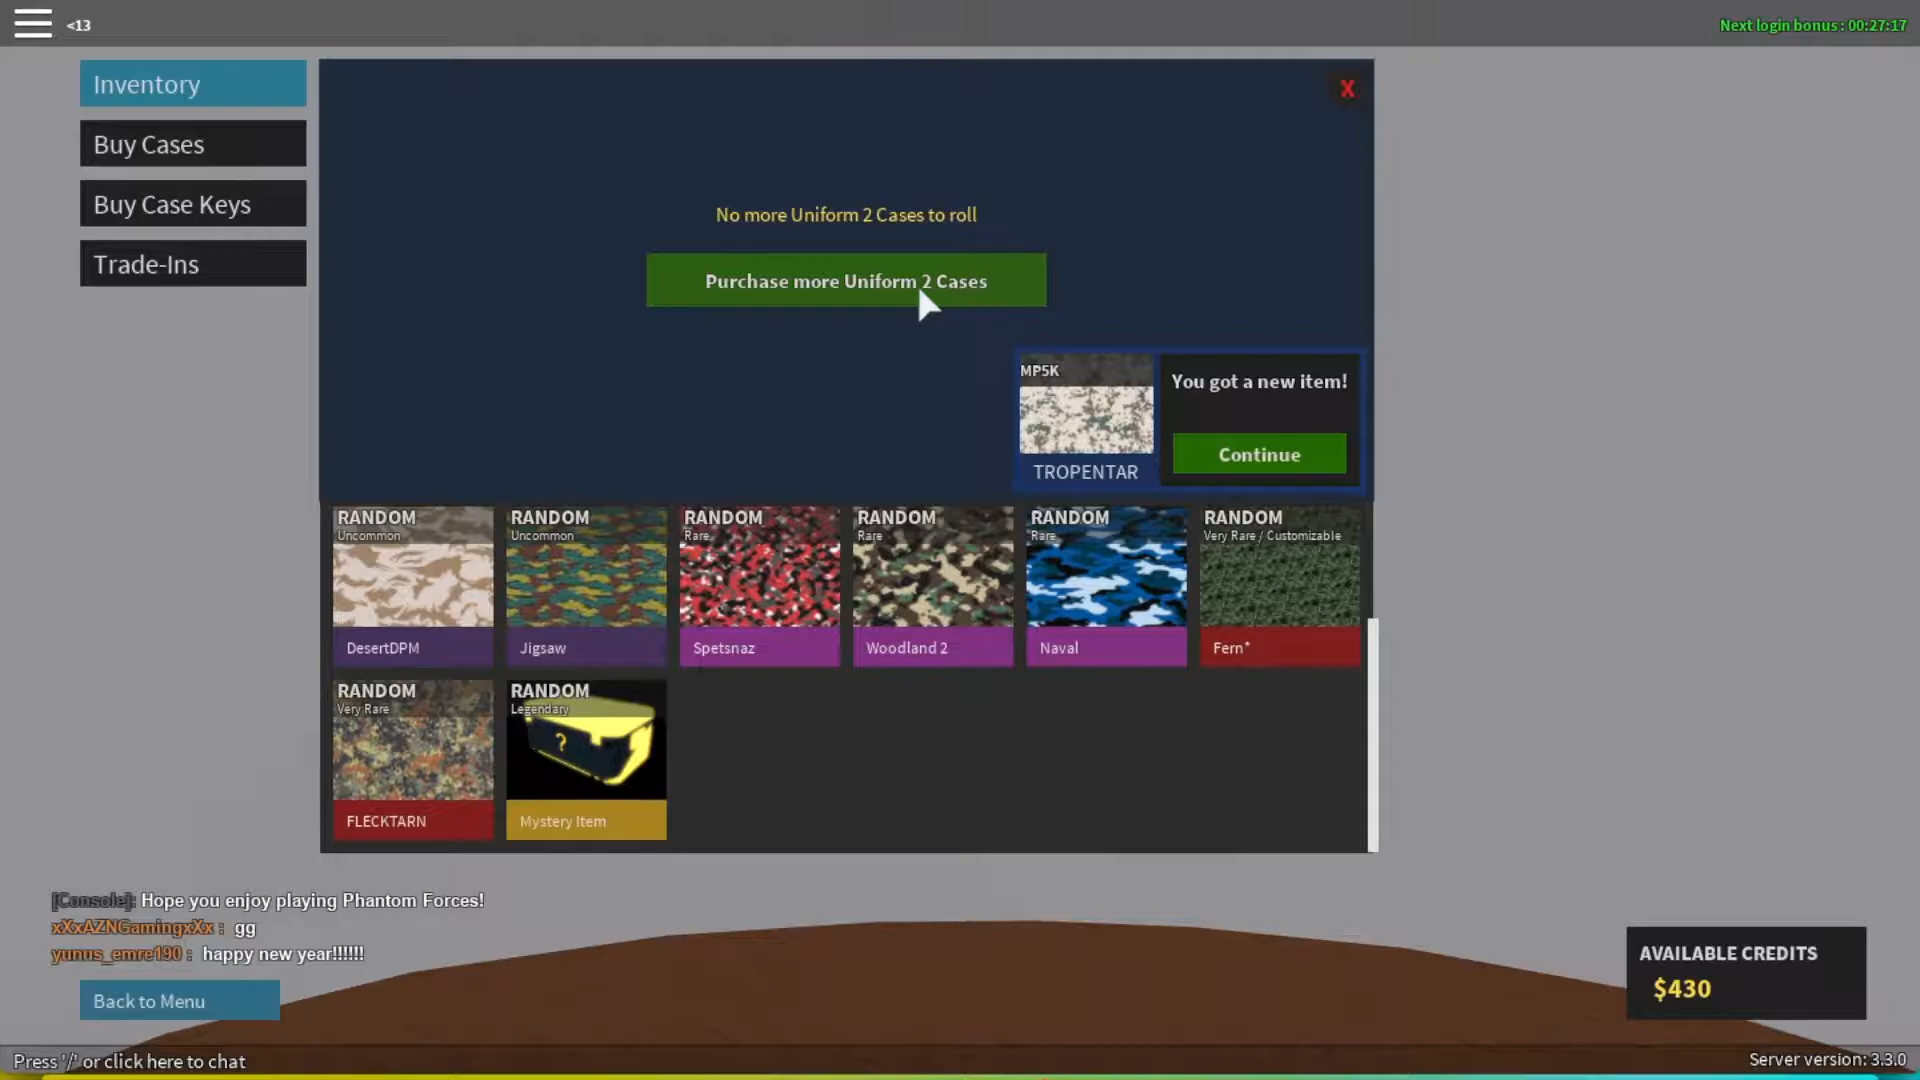 <13
Next login bonus : 00:27:17
Inventory
X
Buy Cases
Buy Case Keys
Trade-Ins
No more Uniform 2 Cases to roll
Purchase more Uniform 2 Cases
MP5K
TROPENTAR
You got a new item!
Continue
RANDOM
Uncommon
DesertDPM
RANDOM
Uncommon
Jigsaw
RANDOM
Rare
Spetsnaz
RANDOM
Rare
Woodland 2
RANDOM
Rare
Naval
RANDOM
Very Rare / Customizable
Fern*
RANDOM
Very Rare
FLECKTARN
RANDOM
Legendary
?
Mystery Item
[Console]: Hope you enjoy playing Phantom Forces!
xXxAZNGamingxXx : gg
yunus_emre190 : happy new year!!!!!!
Back to Menu
AVAILABLE CREDITS
$430
Press '/' or click here to chat
Server version: 3.3.0